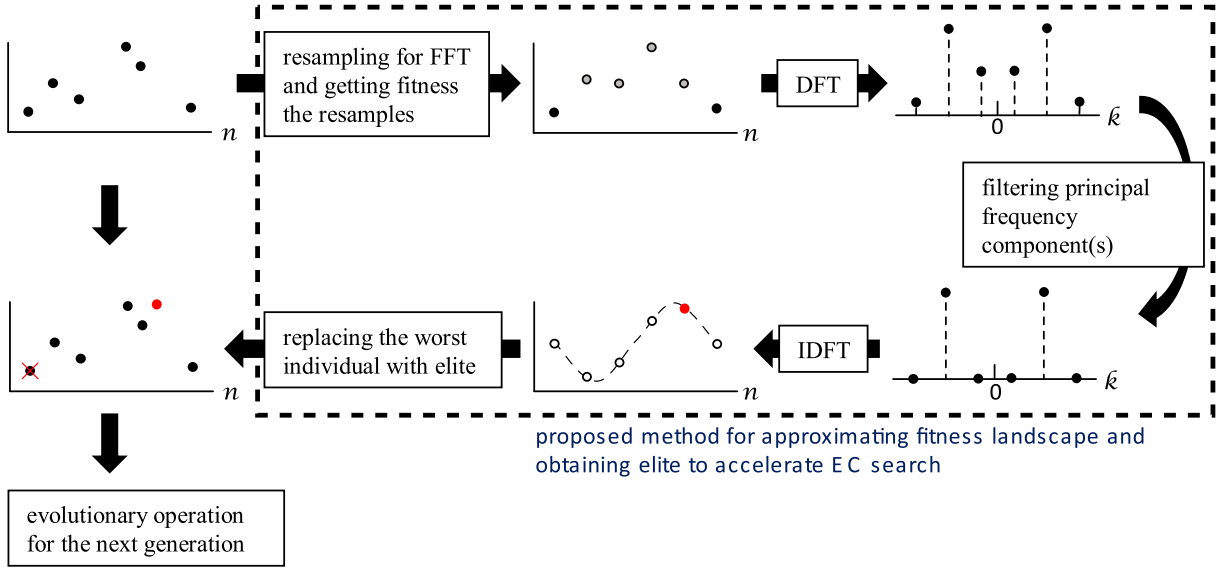 resampling for FFT
and getting fitness
the resamples
n
n
DFT
0
k
filtering principal
frequency
component(s)
replacing the worst
individual with elite
n
n
IDFT
0
k
proposed method for approximating fitness landscape and
obtaining elite to accelerate EC search
evolutionary operation
for the next generation